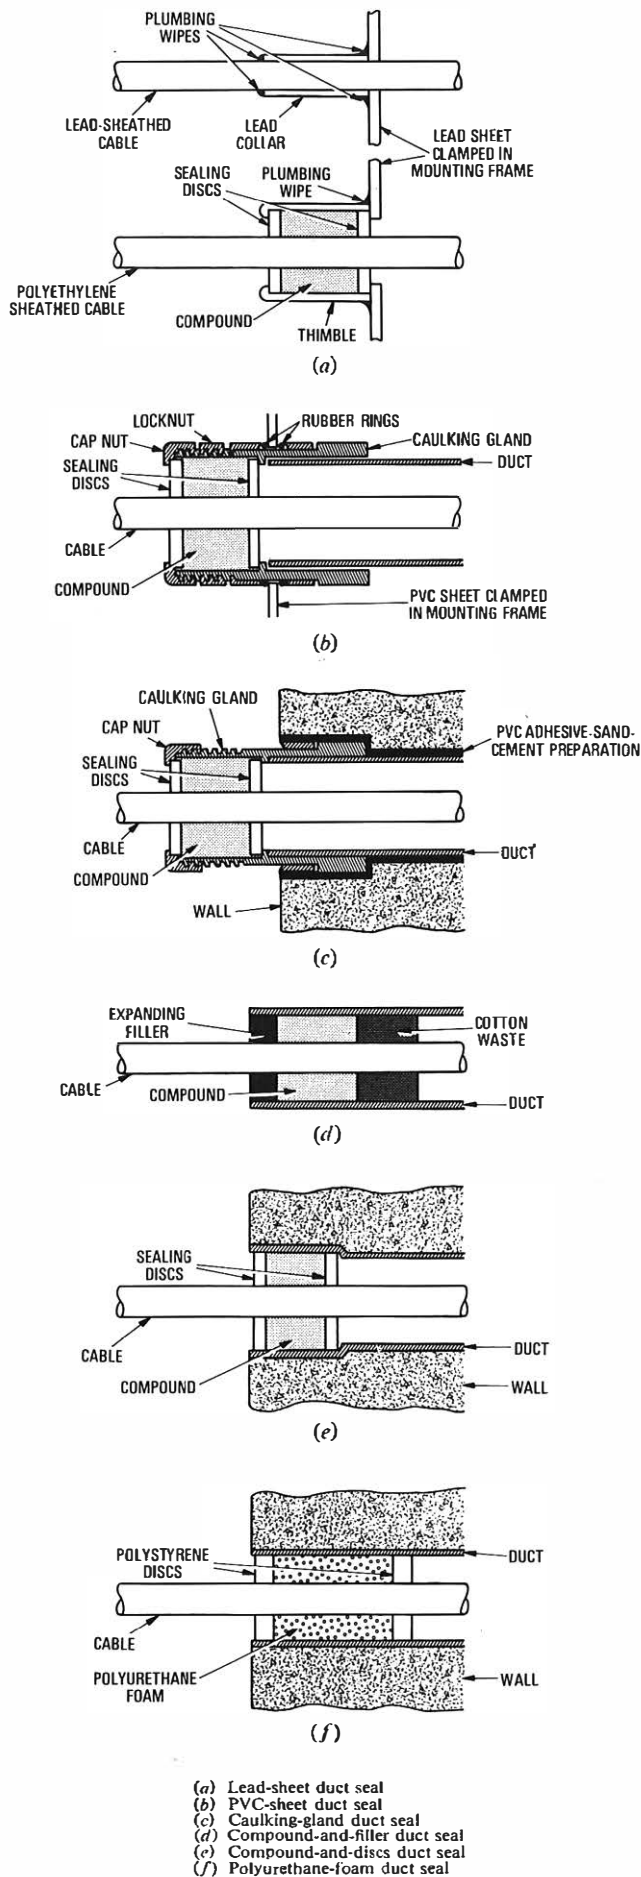 PLUMBING
WIPES
LEAD-SHEATHED
CABLE
LEAD
COLLAR
LEAD SHEET
CLAMPED IN
MOUNTING FRAME
SEALING
DISCS
PLUMBING
WIPE
POLYETHYLENE
SHEATHED CABLE
COMPOUND
THIMBLE
(a)
LOCKNUT
RUBBER RINGS
CAP NUT
CAULKING GLAND
SEALING
DISCS
DUCT
CABLE
COMPOUND
PVC SHEET CLAMPED
IN MOUNTING FRAME
(b)
CAULKING GLAND
CAP NUT
PVC ADHESIVE-SAND-
CEMENT PREPARATION
SEALING
DISCS
CABLE
COMPOUND
DUCT
WALL
(c)
EXPANDING
FILLER
COTTON
WASTE
CABLE
COMPOUND
DUCT
(d)
SEALING
DISCS
CABLE
COMPOUND
DUCT
WALL
(e)
POLYSTYRENE
DISCS
DUCT
CABLE
POLYURETHANE
FOAM
WALL
(f)
(a) Lead-sheet duct seal
(b) PVC-sheet duct seal
(c) Caulking-gland duct seal
(d) Compound-and-filler duct seal
(e) Compound-and-discs duct seal
(f) Polyurethane-foam duct seal